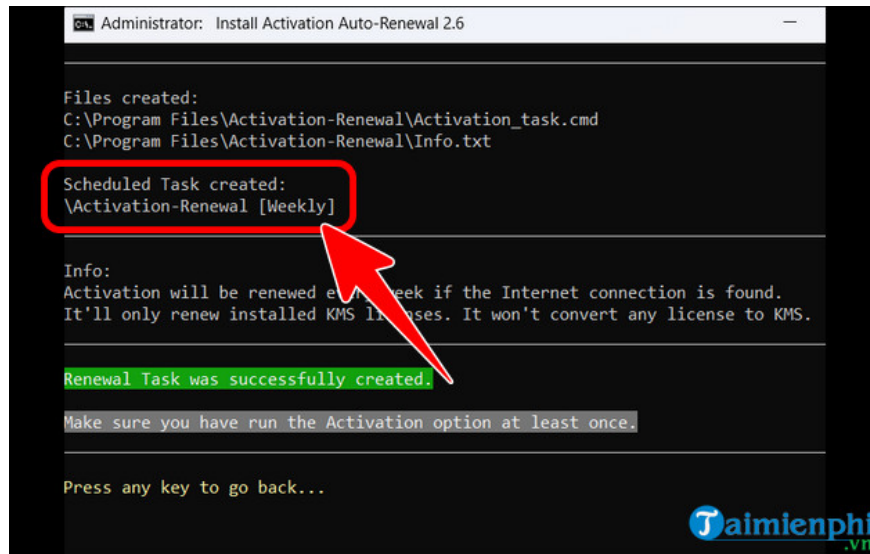 Administrator: Install Activation Auto-Renewal 2.6
Files created:
C:\Program Files\Activation-Renewal\Activation_task.cmd
C:\Program Files\Activation-Renewal\Info.txt
Scheduled Task created:
\Activation-Renewal [Weekly]
Info:
Activation will be renewed every week if the Internet connection is found.
It'll only renew installed KMS licenses. It won't convert any license to KMS.
Renewal Task was successfully created.
Make sure you have run the Activation option at least once.
Press any key to go back...
Taimienphi
.vn